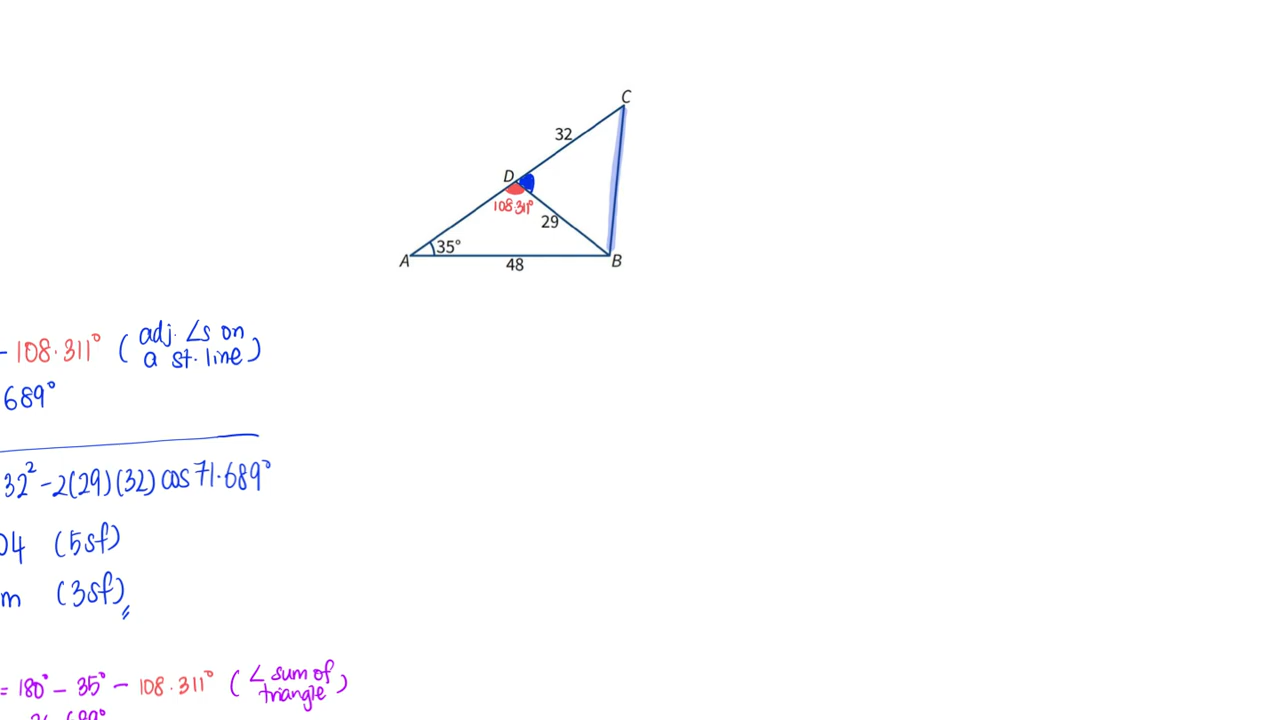 C
32
D
108.311°
29
35°
A
B
48
- 108.311° ( adj. ∠s on
a st. line )
689°
32² - 2(29)(32) cos 71.689°
04 (5sf)
m (3sf)
= 180° - 35° - 108.311° ( ∠ sum of
triangle )